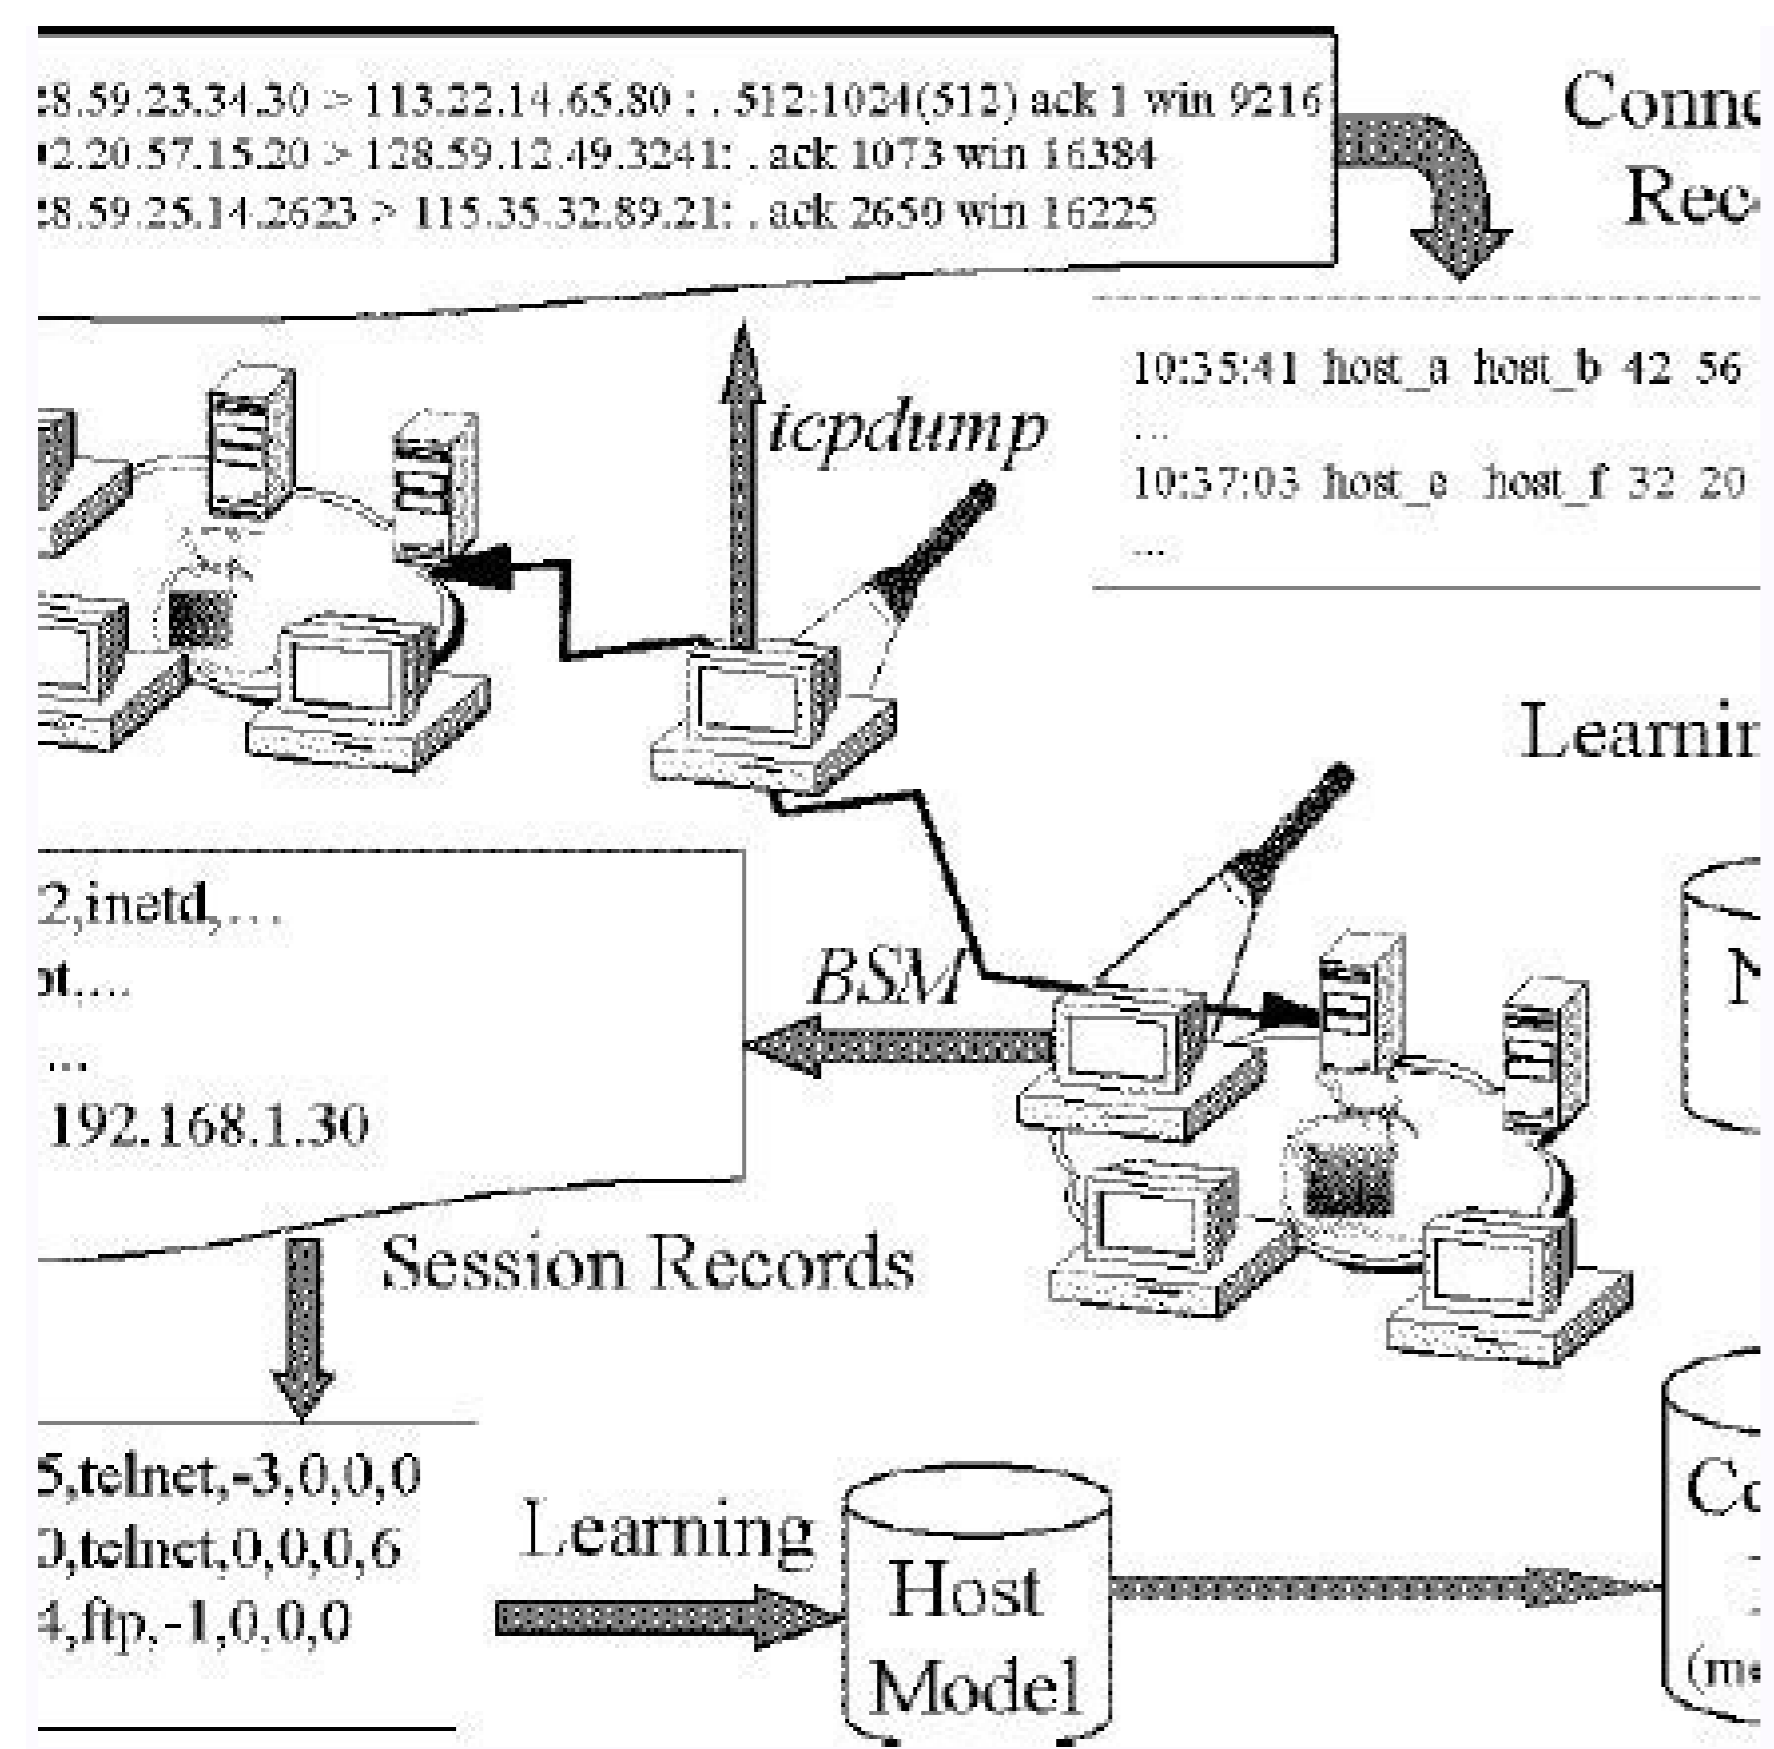 28.59.23.34.30 > 113.22.14.65.80 : . 512:1024(512) ack 1 win 9216
2.20.57.15.20 > 128.59.12.49.3241: . ack 1073 win 16384
28.59.25.14.2623 > 115.35.32.89.21: . ack 2650 win 16225
Conne
Rec
10:35:41 host_a host_b 42 56
...
10:37:03 host_e host_f 32 20
...
tcpdump
Learnin
2,inetd,...
ot,...
...
192.168.1.30
BSM
N
Session Records
5,telnet,-3,0,0,0
0,telnet,0,0,0,6
4,ftp,-1,0,0,0
Learning
Host
Model
Co
(me